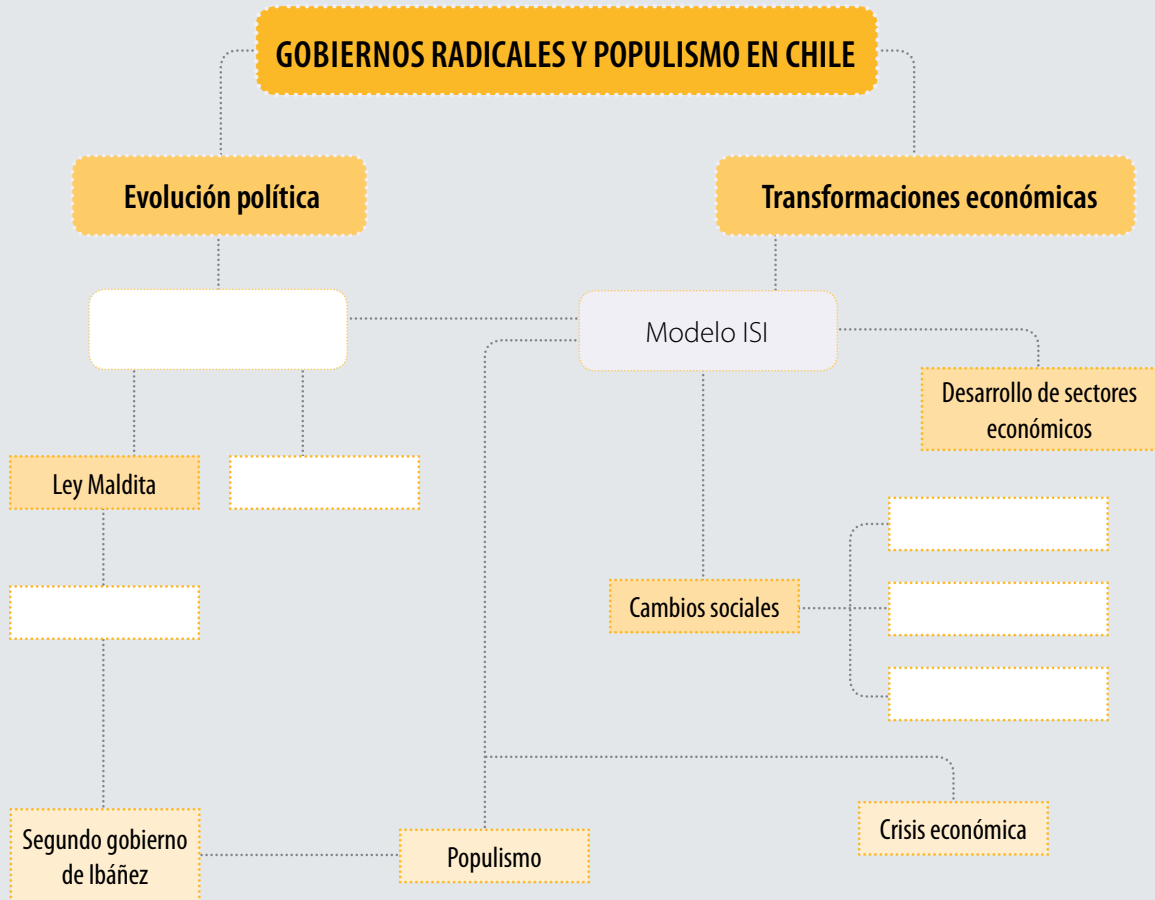 GOBIERNOS RADICALES Y POPULISMO EN CHILE
Evolución política
Transformaciones económicas
Modelo ISI
Desarrollo de sectores
económicos
Ley Maldita
Cambios sociales
Segundo gobierno
de Ibáñez
Populismo
Crisis económica